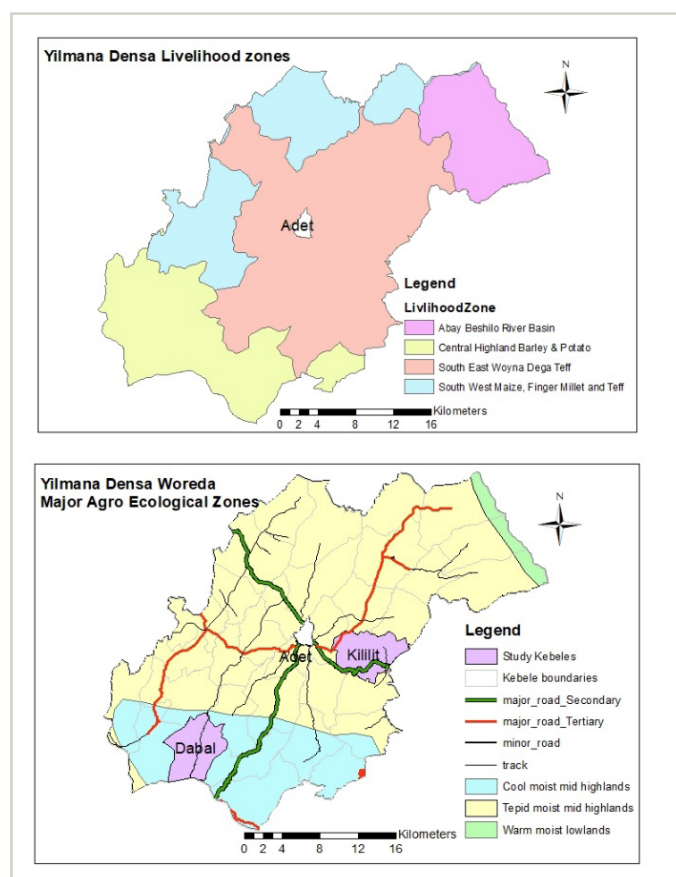 Yilmana Densa Livelihood zones
N
Adet
Legend
LivlihoodZone
Abay Beshilo River Basin
Central Highland Barley & Potato
South East Woyna Dega Teff
South West Maize, Finger Millet and Teff
Kilometers
0 2 4 8 12 16
Yilmana Densa Woreda
Major Agro Ecological Zones
N
Adet
Kililit
Dabal
Legend
Study Kebeles
Kebele boundaries
major_road_Secondary
major_road_Tertiary
minor_road
track
Cool moist mid highlands
Tepid moist mid highlands
Warm moist lowlands
Kilometers
0 2 4 8 12 16